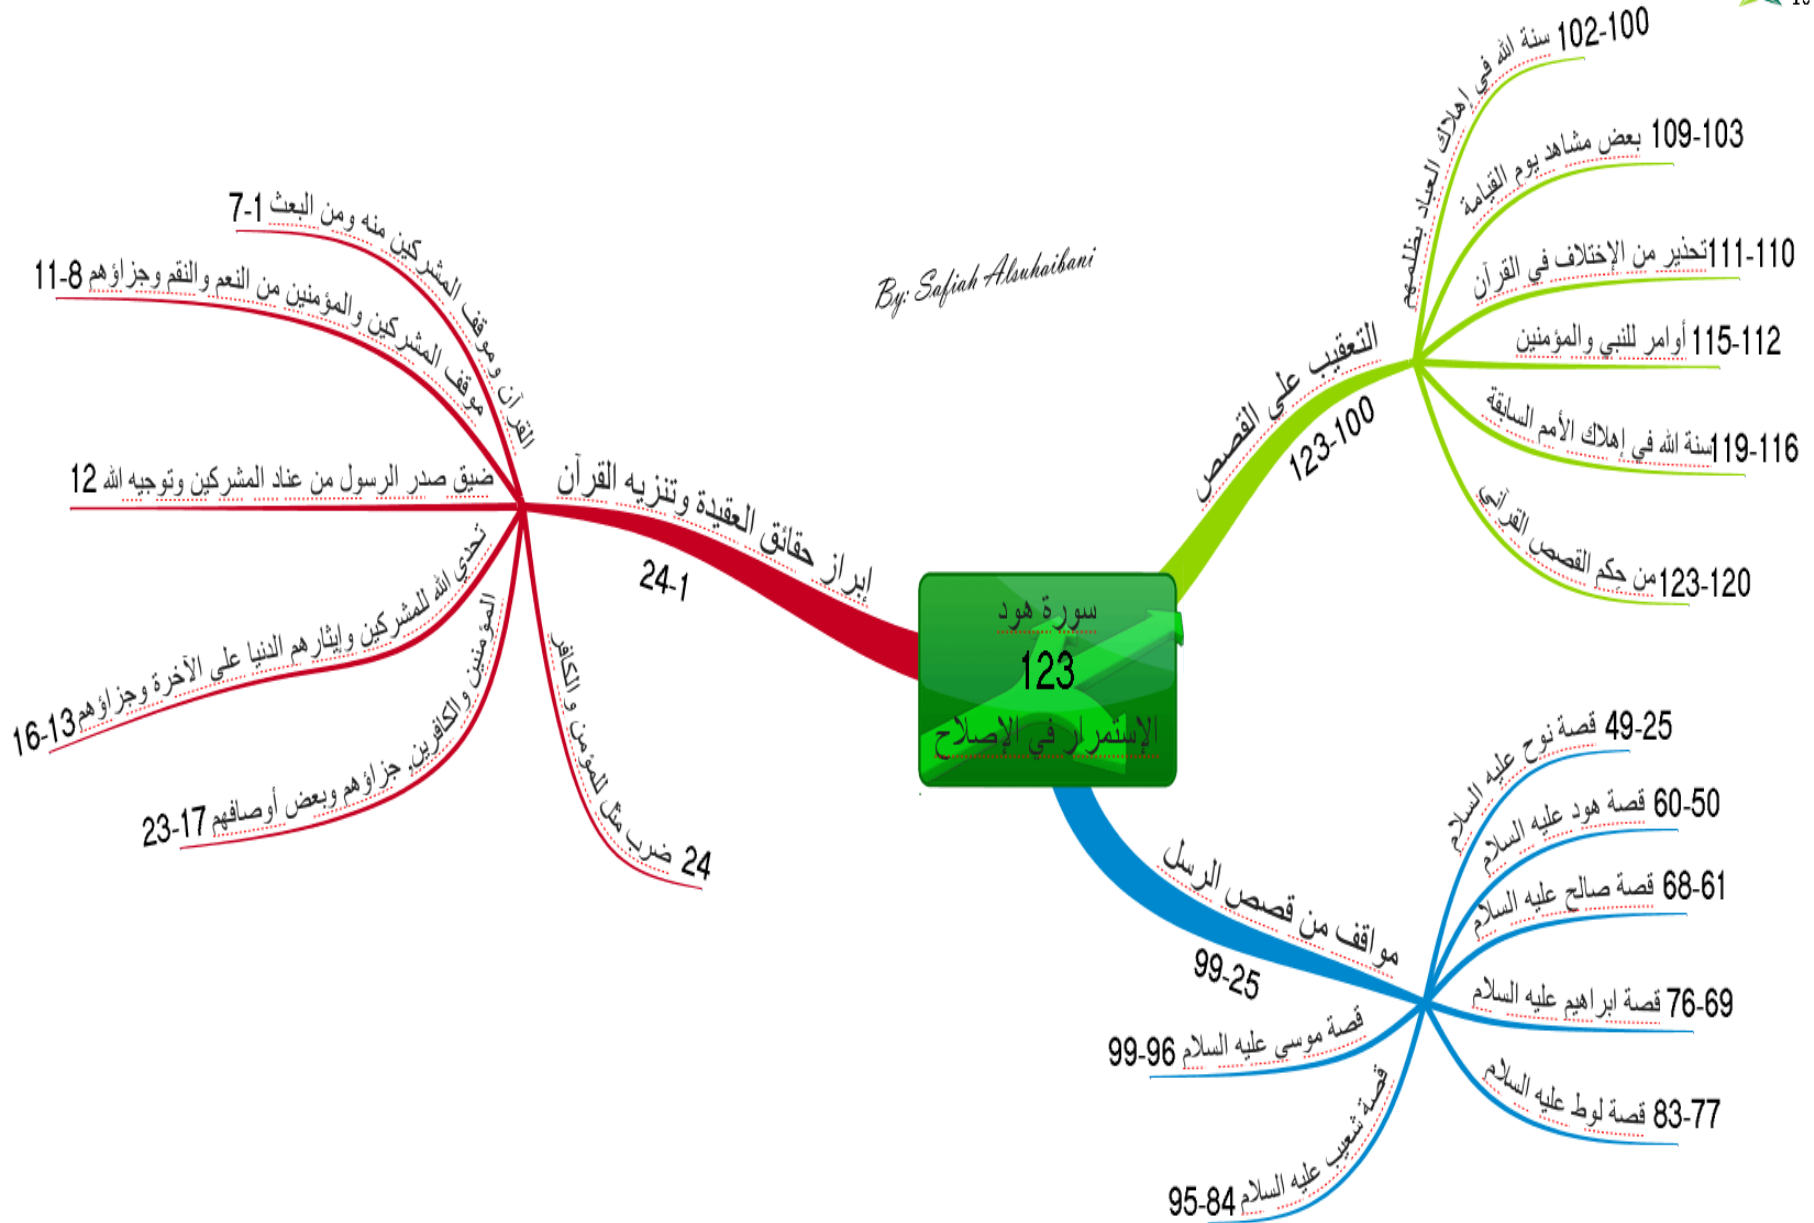 سورة هود
123
الإستمرار في الإصلاح
By: Safiah Alsuhaibani
إبراز حقائق العقيدة وتنزيه القرآن
24-1
القرآن وموقف المشركين منه ومن البعث 7-1
موقف المشركين والمؤمنين من النعم والنقم وجزاؤهم 11-8
ضيق صدر الرسول من عناد المشركين وتوجيه الله 12
تحدي الله للمشركين وإيثارهم الدنيا على الآخرة وجزاؤهم 16-13
المؤمنين والكافرين, جزاؤهم وبعض أوصافهم 23-17
24 ضرب مثل للمؤمن والكافر
مواقف من قصص الرسل
99-25
49-25 قصة نوح عليه السلام
60-50 قصة هود عليه السلام
68-61 قصة صالح عليه السلام
76-69 قصة ابراهيم عليه السلام
83-77 قصة لوط عليه السلام
قصة شعيب عليه السلام 95-84
قصة موسى عليه السلام 99-96
التعقيب على القصص
123-100
102-100 سنة الله في إهلاك العباد بظلمهم
109-103 بعض مشاهد يوم القيامة
111-110 تحذير من الإختلاف في القرآن
115-112 أوامر للنبي والمؤمنين
119-116 سنة الله في إهلاك الأمم السابقة
123-120 من حِكم القصص القرآني